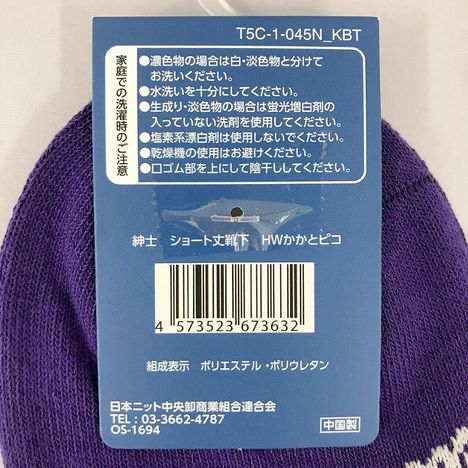 T5C-1-045N_KBT
家庭での洗濯時のご注意
●濃色物の場合は白・淡色物と分けて
お洗いください。
●水洗いを十分にしてください。
●生成り・淡色物の場合は蛍光増白剤の
入っていない洗剤を使用してください。
●塩素系漂白剤は使用しないでください。
●乾燥機の使用はお避けください。
●口ゴム部を上にして陰干ししてください。
紳士 ショート丈靴下 HWかかとピコ
4 573523 673632
組成表示 ポリエステル・ポリウレタン
日本ニット中央卸商業組合連合会
TEL : 03-3662-4787
OS-1694
中国製